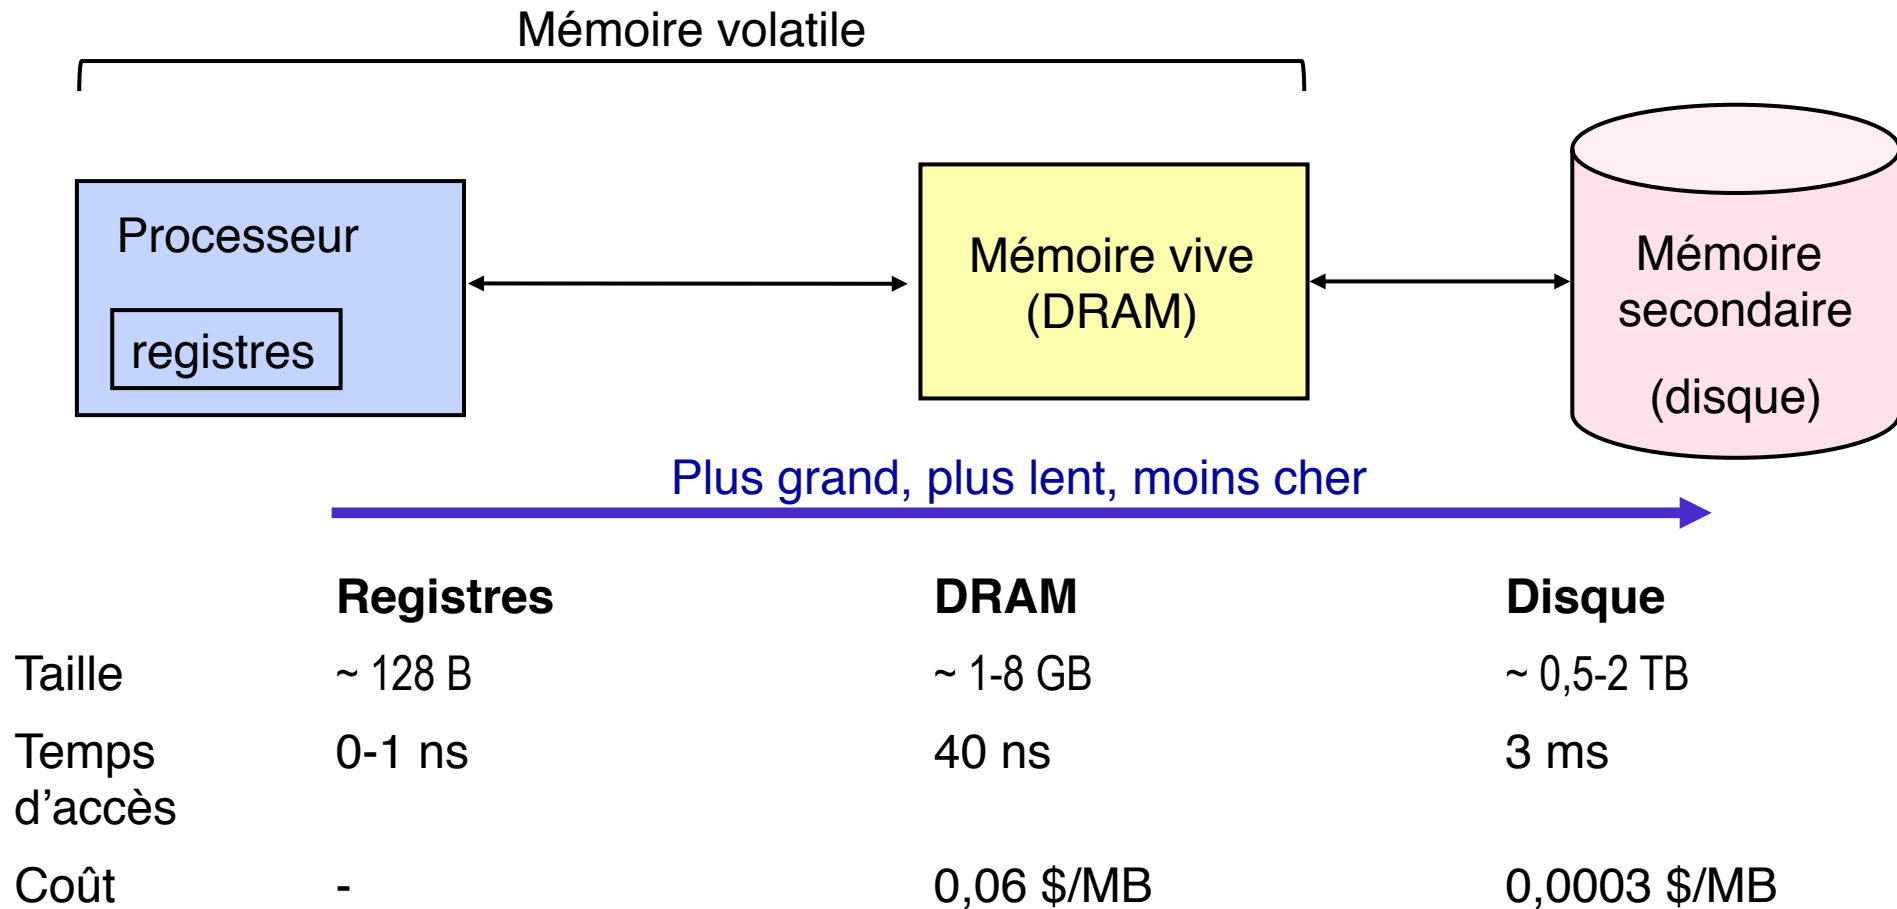 Mémoire volatile
Processeur
registres
Mémoire vive
(DRAM)
Mémoire
secondaire
(disque)
Plus grand, plus lent, moins cher
Registres DRAM Disque
Taille ~ 128 B ~ 1-8 GB ~ 0,5-2 TB
Temps 0-1 ns 40 ns 3 ms
d’accès
Coût - 0,06 $/MB 0,0003 $/MB